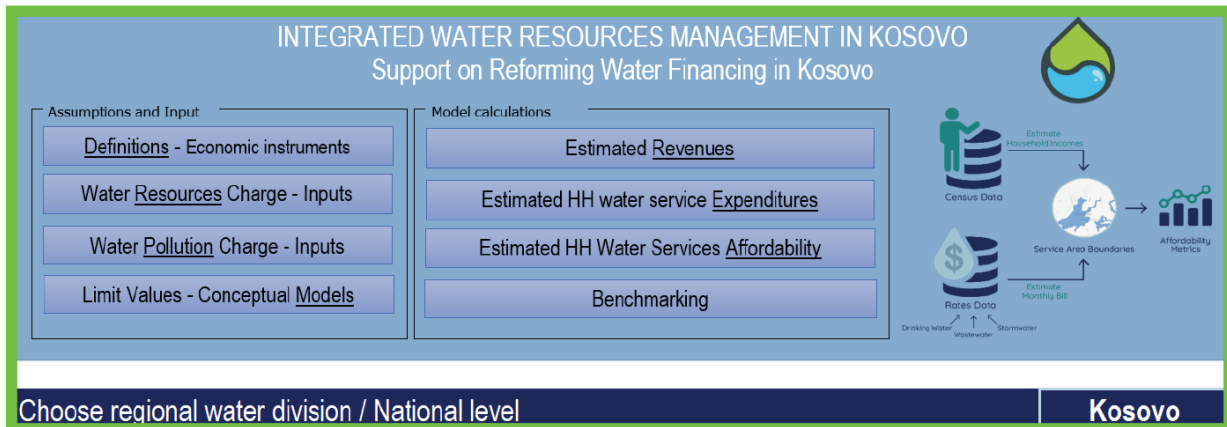 INTEGRATED WATER RESOURCES MANAGEMENT IN KOSOVO
Support on Reforming Water Financing in Kosovo
Assumptions and Input
Definitions - Economic instruments
Water Resources Charge - Inputs
Water Pollution Charge - Inputs
Limit Values - Conceptual Models
Model calculations
Estimated Revenues
Estimated HH water service Expenditures
Estimated HH Water Services Affordability
Benchmarking
Estimate
Household Incomes
Census Data
Service Area Boundaries
Affordability
Metrics
$
Estimate
Monthly Bill
Rates Data
Drinking Water
Wastewater
Stormwater
Choose regional water division / National level
Kosovo